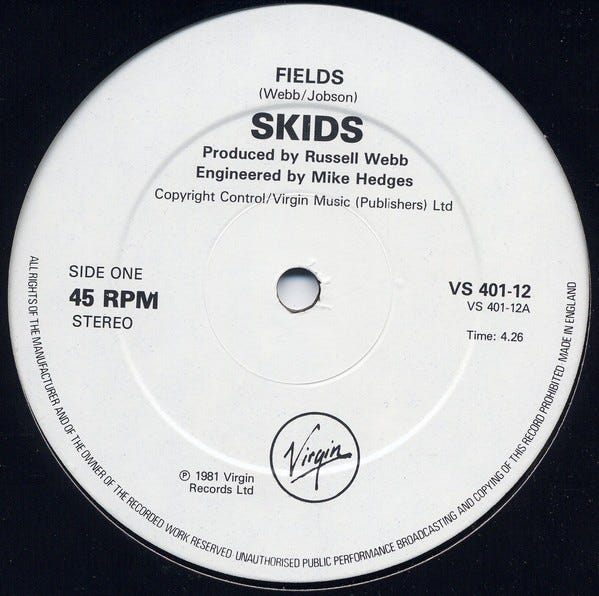 FIELDS
(Webb/Jobson)
SKIDS
Produced by Russell Webb
Engineered by Mike Hedges
Copyright Control/Virgin Music (Publishers) Ltd
SIDE ONE
45 RPM
STEREO
VS 401-12
VS 401-12A
Time: 4.26
Virgin
℗ 1981 Virgin
Records Ltd
ALL RIGHTS OF THE MANUFACTURER AND OF THE OWNER OF THE RECORDED WORK RESERVED. UNAUTHORISED PUBLIC PERFORMANCE BROADCASTING AND COPYING OF THIS RECORD PROHIBITED. MADE IN ENGLAND